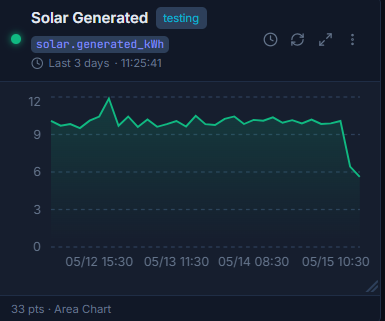 Solar Generated testing
solar.generated_kWh
Last 3 days · 11:25:41
12
9
6
3
0
05/12 15:30 05/13 11:30 05/14 08:30 05/15 10:30
33 pts · Area Chart